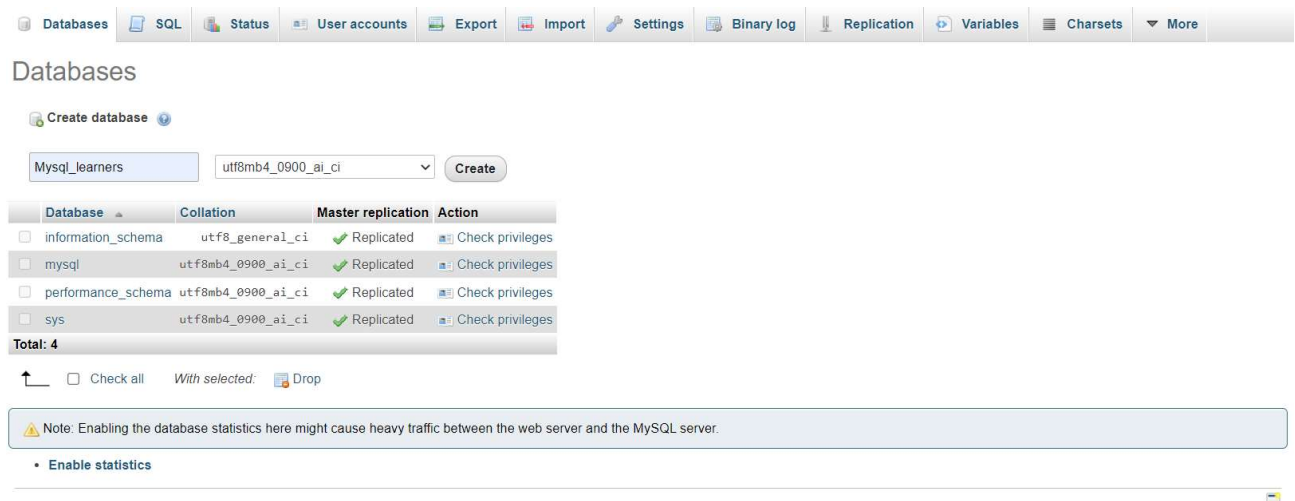 Databases SQL Status User accounts Export Import Settings Binary log Replication Variables Charsets More
Databases
Create database
Mysql_learners utf8mb4_0900_ai_ci Create
Database Collation Master replication Action
information_schema utf8_general_ci Replicated Check privileges
mysql utf8mb4_0900_ai_ci Replicated Check privileges
performance_schema utf8mb4_0900_ai_ci Replicated Check privileges
sys utf8mb4_0900_ai_ci Replicated Check privileges
Total: 4
Check all With selected: Drop
Note: Enabling the database statistics here might cause heavy traffic between the web server and the MySQL server.
• Enable statistics